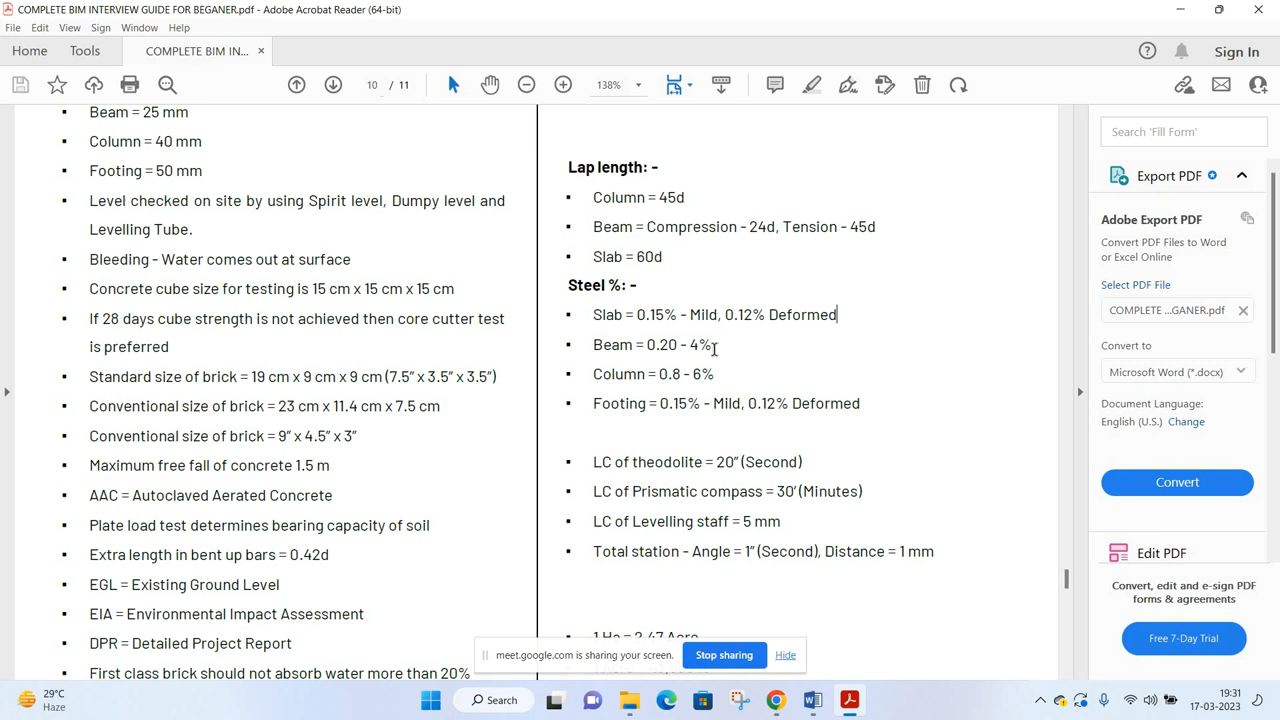 COMPLETE BIM INTERVIEW GUIDE FOR BEGANER.pdf - Adobe Acrobat Reader (64-bit)
File Edit View Sign Window Help
Home Tools COMPLETE BIM IN... × Sign In
10 / 11 138%
Beam = 25 mm
Column = 40 mm
Footing = 50 mm
Level checked on site by using Spirit level, Dumpy level and
Levelling Tube.
Bleeding - Water comes out at surface
Concrete cube size for testing is 15 cm x 15 cm x 15 cm
If 28 days cube strength is not achieved then core cutter test
is preferred
Standard size of brick = 19 cm x 9 cm x 9 cm (7.5” x 3.5” x 3.5”)
Conventional size of brick = 23 cm x 11.4 cm x 7.5 cm
Conventional size of brick = 9” x 4.5” x 3”
Maximum free fall of concrete 1.5 m
AAC = Autoclaved Aerated Concrete
Plate load test determines bearing capacity of soil
Extra length in bent up bars = 0.42d
EGL = Existing Ground Level
EIA = Environmental Impact Assessment
DPR = Detailed Project Report
First class brick should not absorb water more than 20%
Lap length: -
Column = 45d
Beam = Compression - 24d, Tension - 45d
Slab = 60d
Steel %: -
Slab = 0.15% - Mild, 0.12% Deformed
Beam = 0.20 - 4%
Column = 0.8 - 6%
Footing = 0.15% - Mild, 0.12% Deformed
LC of theodolite = 20” (Second)
LC of Prismatic compass = 30’ (Minutes)
LC of Levelling staff = 5 mm
Total station - Angle = 1” (Second), Distance = 1 mm
1 Ha = 2.47 Acre
Search 'Fill Form'
Export PDF
Adobe Export PDF
Convert PDF Files to Word
or Excel Online
Select PDF File
COMPLETE ...GANER.pdf
Convert to
Microsoft Word (*.docx)
Document Language:
English (U.S.) Change
Convert
Edit PDF
Convert, edit and e-sign PDF
forms & agreements
Free 7-Day Trial
meet.google.com is sharing your screen. Stop sharing Hide
29°C
Haze
Search
19:31
17-03-2023